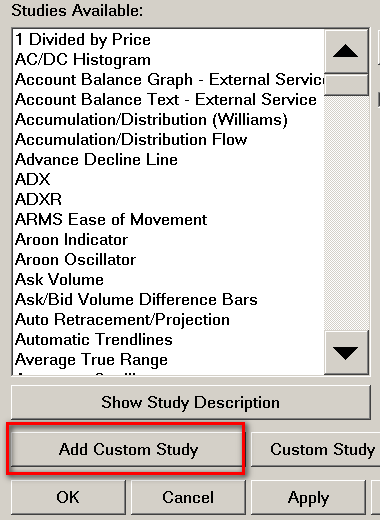 Studies Available:
1 Divided by Price
AC/DC Histogram
Account Balance Graph - External Servic
Account Balance Text - External Service
Accumulation/Distribution (Williams)
Accumulation/Distribution Flow
Advance Decline Line
ADX
ADXR
ARMS Ease of Movement
Aroon Indicator
Aroon Oscillator
Ask Volume
Ask/Bid Volume Difference Bars
Auto Retracement/Projection
Automatic Trendlines
Average True Range
Show Study Description
Add Custom Study Custom Study
OK Cancel Apply